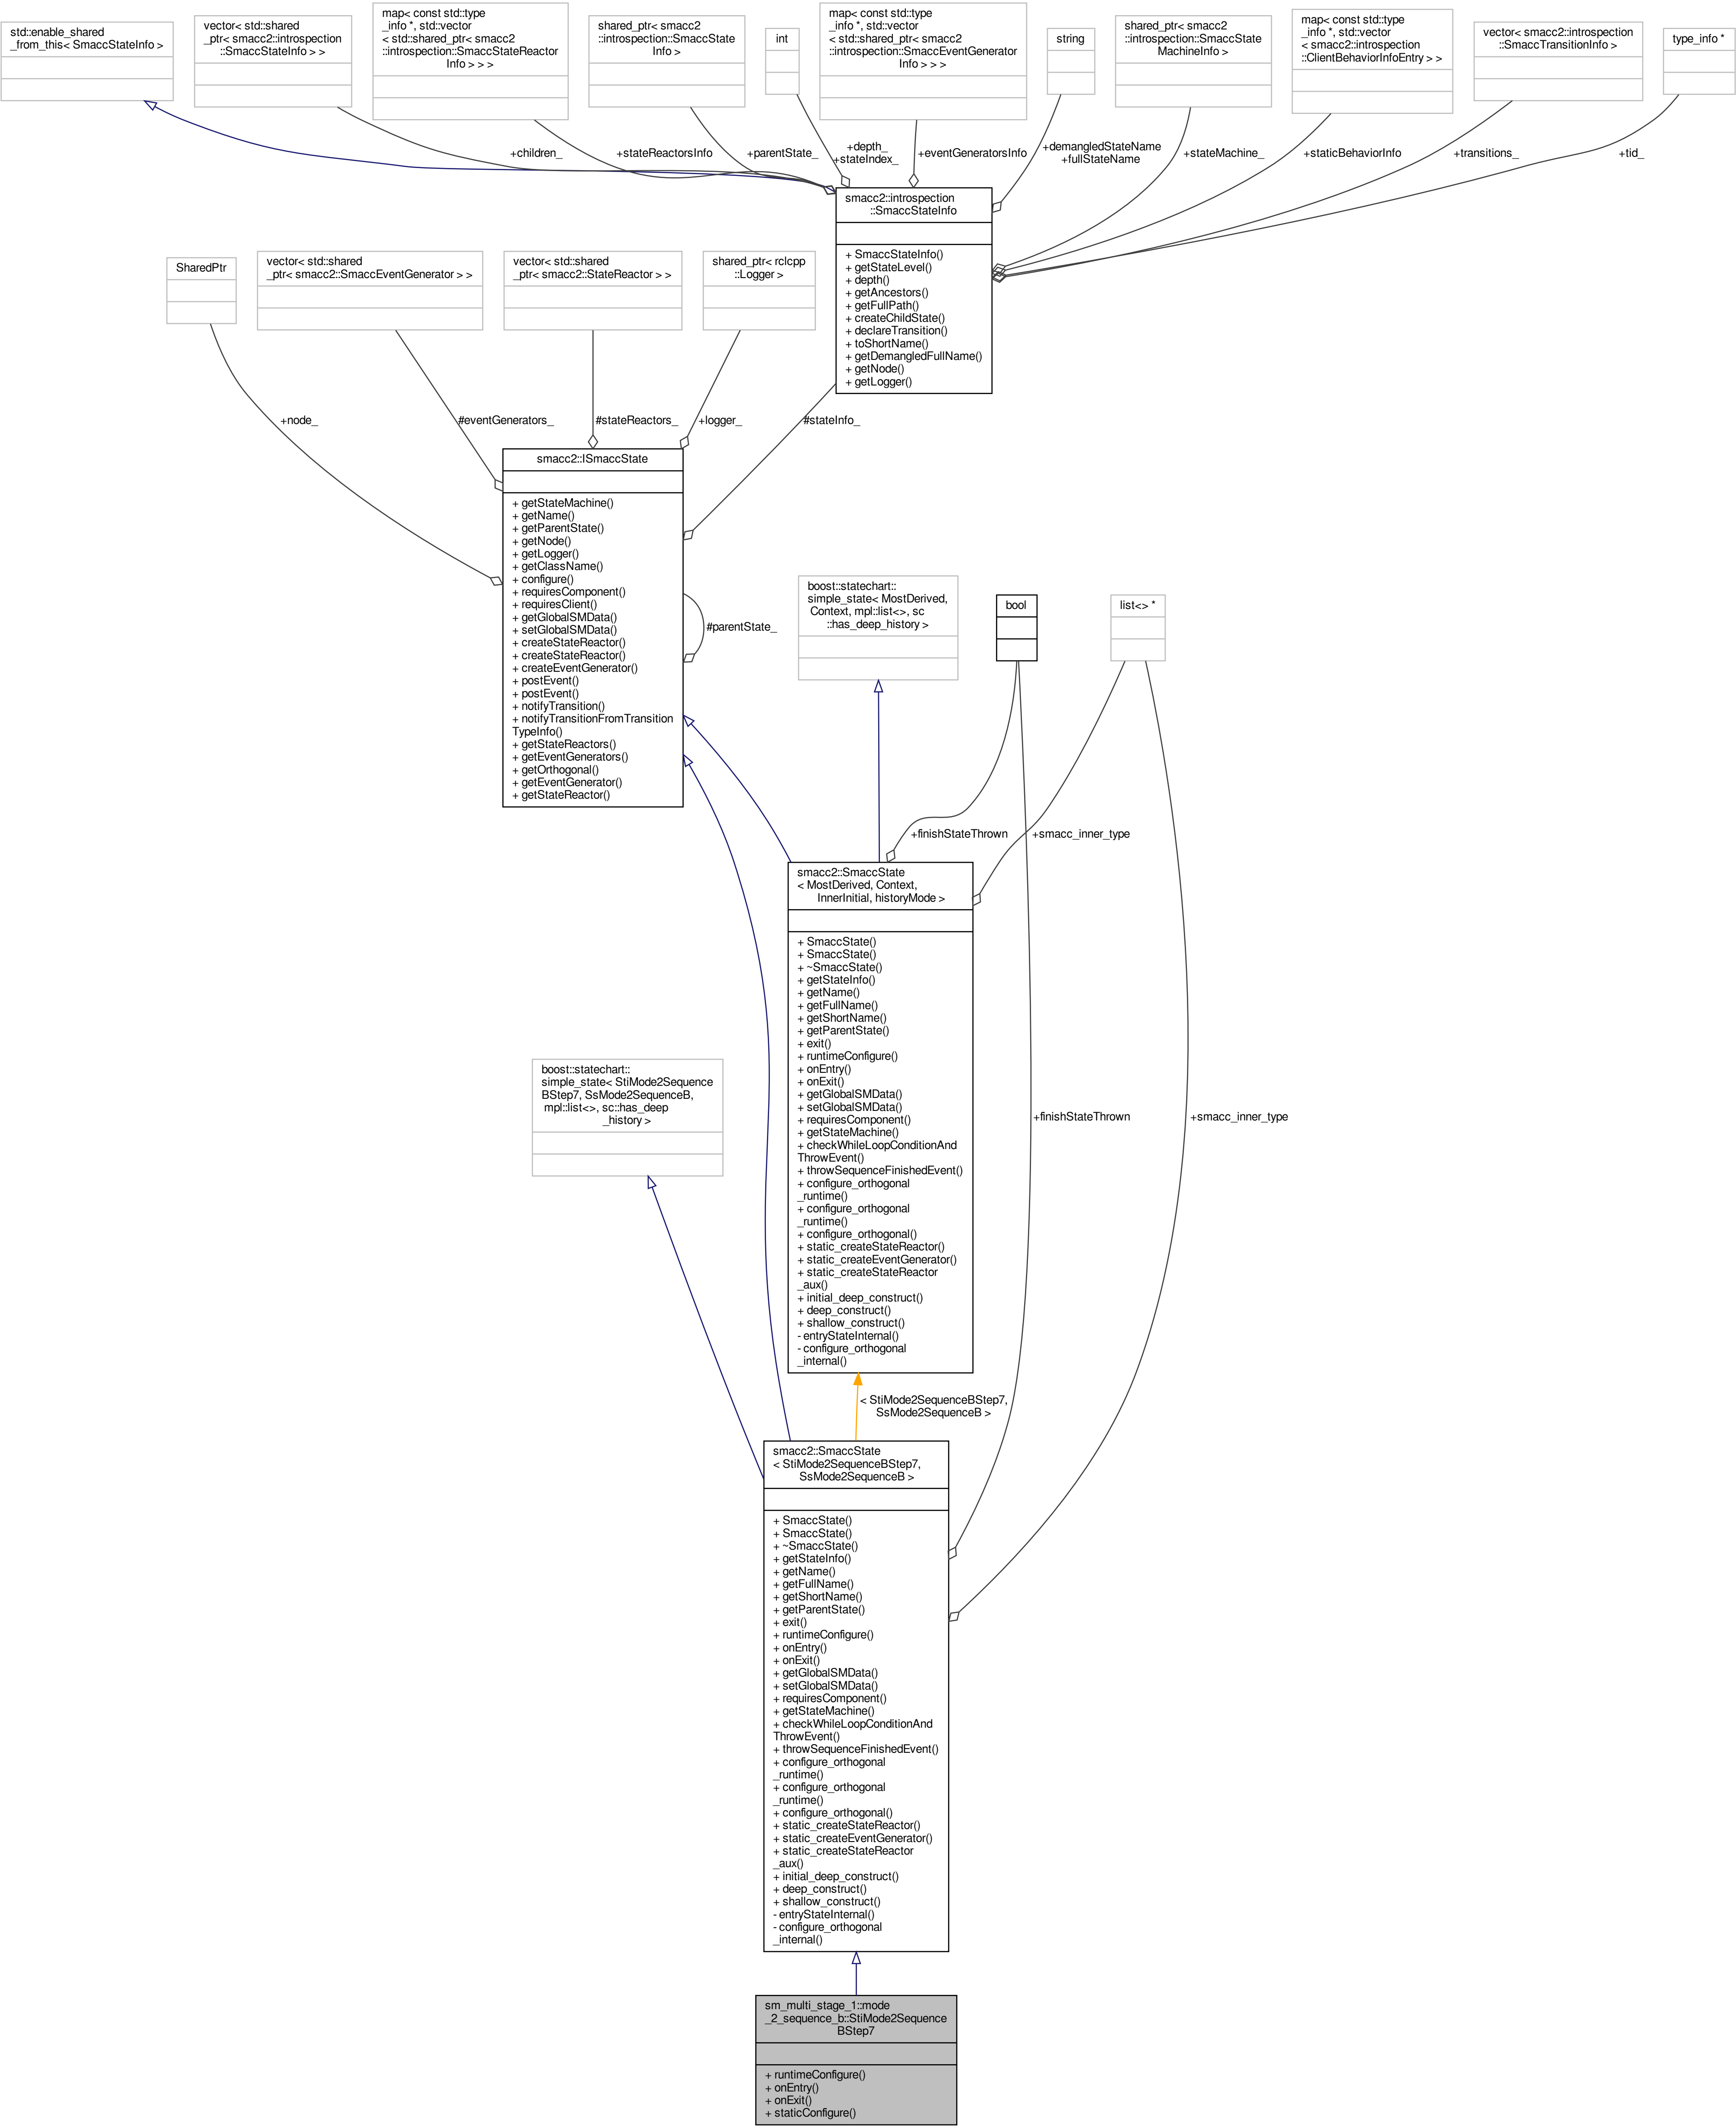 std::enable_shared
_from_this< SmaccStateInfo >
vector< std::shared
_ptr< smacc2::introspection
::SmaccStateInfo > >
map< const std::type
_info *, std::vector
< std::shared_ptr< smacc2
::introspection::SmaccStateReactor
Info > > >
shared_ptr< smacc2
::introspection::SmaccState
Info >
int
map< const std::type
_info *, std::vector
< std::shared_ptr< smacc2
::introspection::SmaccEventGenerator
Info > > >
string
shared_ptr< smacc2
::introspection::SmaccState
MachineInfo >
map< const std::type
_info *, std::vector
< smacc2::introspection
::ClientBehaviorInfoEntry > >
vector< smacc2::introspection
::SmaccTransitionInfo >
type_info *
+children_
+stateReactorsInfo
+parentState_
+depth_
+stateIndex_
+eventGeneratorsInfo
+demangledStateName
+fullStateName
+stateMachine_
+staticBehaviorInfo
+transitions_
+tid_
smacc2::introspection
::SmaccStateInfo
+ SmaccStateInfo()
+ getStateLevel()
+ depth()
+ getAncestors()
+ getFullPath()
+ createChildState()
+ declareTransition()
+ toShortName()
+ getDemangledFullName()
+ getNode()
+ getLogger()
SharedPtr
vector< std::shared
_ptr< smacc2::SmaccEventGenerator > >
vector< std::shared
_ptr< smacc2::StateReactor > >
shared_ptr< rclcpp
::Logger >
+node_
#eventGenerators_
#stateReactors_
+logger_
#stateInfo_
smacc2::ISmaccState
+ getStateMachine()
+ getName()
+ getParentState()
+ getNode()
+ getLogger()
+ getClassName()
+ configure()
+ requiresComponent()
+ requiresClient()
+ getGlobalSMData()
+ setGlobalSMData()
+ createStateReactor()
+ createStateReactor()
+ createEventGenerator()
+ postEvent()
+ postEvent()
+ notifyTransition()
+ notifyTransitionFromTransition
TypeInfo()
+ getStateReactors()
+ getEventGenerators()
+ getOrthogonal()
+ getEventGenerator()
+ getStateReactor()
#parentState_
boost::statechart::
simple_state< MostDerived,
Context, mpl::list<>, sc
::has_deep_history >
bool
list<> *
+finishStateThrown
+smacc_inner_type
smacc2::SmaccState
< MostDerived, Context,
InnerInitial, historyMode >
+ SmaccState()
+ SmaccState()
+ ~SmaccState()
+ getStateInfo()
+ getName()
+ getFullName()
+ getShortName()
+ getParentState()
+ exit()
+ runtimeConfigure()
+ onEntry()
+ onExit()
+ getGlobalSMData()
+ setGlobalSMData()
+ requiresComponent()
+ getStateMachine()
+ checkWhileLoopConditionAnd
ThrowEvent()
+ throwSequenceFinishedEvent()
+ configure_orthogonal
_runtime()
+ configure_orthogonal
_runtime()
+ configure_orthogonal()
+ static_createStateReactor()
+ static_createEventGenerator()
+ static_createStateReactor
_aux()
+ initial_deep_construct()
+ deep_construct()
+ shallow_construct()
- entryStateInternal()
- configure_orthogonal
_internal()
boost::statechart::
simple_state< StiMode2Sequence
BStep7, SsMode2SequenceB,
mpl::list<>, sc::has_deep
_history >
+finishStateThrown
+smacc_inner_type
< StiMode2SequenceBStep7,
SsMode2SequenceB >
smacc2::SmaccState
< StiMode2SequenceBStep7,
SsMode2SequenceB >
+ SmaccState()
+ SmaccState()
+ ~SmaccState()
+ getStateInfo()
+ getName()
+ getFullName()
+ getShortName()
+ getParentState()
+ exit()
+ runtimeConfigure()
+ onEntry()
+ onExit()
+ getGlobalSMData()
+ setGlobalSMData()
+ requiresComponent()
+ getStateMachine()
+ checkWhileLoopConditionAnd
ThrowEvent()
+ throwSequenceFinishedEvent()
+ configure_orthogonal
_runtime()
+ configure_orthogonal
_runtime()
+ configure_orthogonal()
+ static_createStateReactor()
+ static_createEventGenerator()
+ static_createStateReactor
_aux()
+ initial_deep_construct()
+ deep_construct()
+ shallow_construct()
- entryStateInternal()
- configure_orthogonal
_internal()
sm_multi_stage_1::mode
_2_sequence_b::StiMode2Sequence
BStep7
+ runtimeConfigure()
+ onEntry()
+ onExit()
+ staticConfigure()